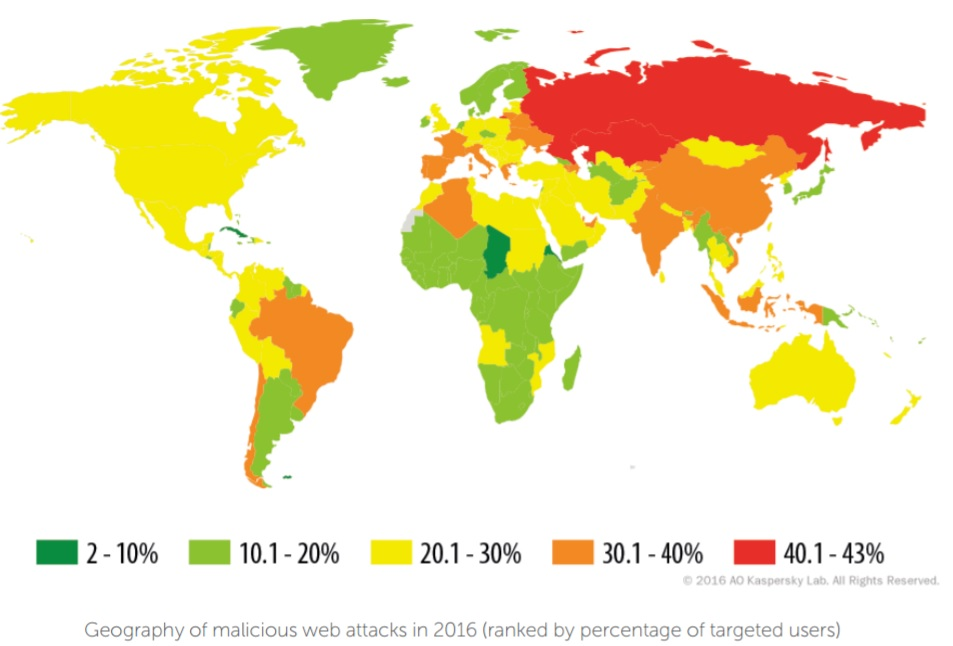 2 - 10% 10.1 - 20% 20.1 - 30% 30.1 - 40% 40.1 - 43%
© 2016 AO Kaspersky Lab. All Rights Reserved.
Geography of malicious web attacks in 2016 (ranked by percentage of targeted users)